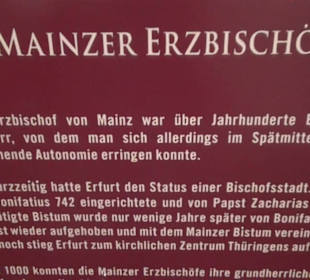 MAINZER ERZBISCHÖ
rzbischof von Mainz war über Jahrhunderte E
rr, von dem man sich allerdings im Spätmitte
hende Autonomie erringen konnte.
rzzeitig hatte Erfurt den Status einer Bischofsstadt.
onifatius 742 eingerichtete und von Papst Zacharias
tigte Bistum wurde nur wenige Jahre später von Bonifa
st wieder aufgehoben und mit dem Mainzer Bistum verein
noch stieg Erfurt zum kirchlichen Zentrum Thüringens auf
1000 konnten die Mainzer Erzbischöfe ihre grundherrlich